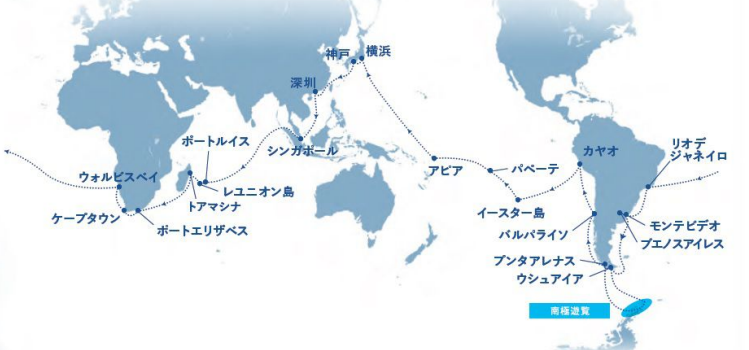 神戸
横浜
深圳
シンガポール
ポートルイス
レユニオン島
トアマシナ
ポートエリザベス
ケープタウン
ウォルビスベイ
リオデ
ジャネイロ
モンテビデオ
ブエノスアイレス
ウシュアイア
南極遊覧
プンタアレナス
バルパライソ
カヤオ
イースター島
パペーテ
アピア